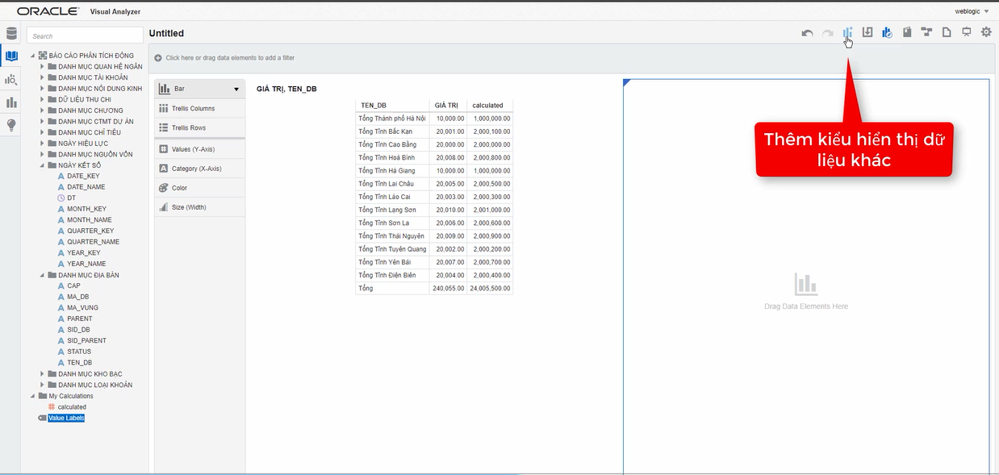 ORACLE Visual Analyzer
weblogic
Search
Untitled
BÁO CÁO PHÂN TÍCH ĐỘNG
DANH MỤC QUAN HỆ NGÂN
DANH MỤC TÀI KHOẢN
DANH MỤC NỘI DUNG KINH
DỮ LIỆU THU CHI
DANH MỤC CHƯƠNG
DANH MỤC CTMT DỰ ÁN
DANH MỤC CHỈ TIÊU
NGÀY HIỆU LỰC
DANH MỤC NGUỒN VỐN
NGÀY KẾT SỔ
DATE_KEY
DATE_NAME
DT
MONTH_KEY
MONTH_NAME
QUARTER_KEY
QUARTER_NAME
YEAR_KEY
YEAR_NAME
DANH MỤC ĐỊA BÀN
CAP
MA_DB
MA_VUNG
PARENT
SID_DB
SID_PARENT
STATUS
TEN_DB
DANH MỤC KHO BẠC
DANH MỤC LOẠI KHOẢN
My Calculations
calculated
Value Labels
Click here or drag data elements to add a filter
Bar
Trellis Columns
Trellis Rows
Values (Y-Axis)
Category (X-Axis)
Color
Size (Width)
GIÁ TRỊ, TEN_DB
TEN_DB GIÁ TRỊ calculated
Tổng Thành phố Hà Nội 10,000.00 1,000,000.00
Tổng Tỉnh Bắc Kạn 20,001.00 2,000,100.00
Tổng Tỉnh Cao Bằng 20,000.00 2,000,000.00
Tổng Tỉnh Hoà Bình 20,008.00 2,000,800.00
Tổng Tỉnh Hà Giang 10,000.00 1,000,000.00
Tổng Tỉnh Lai Châu 20,005.00 2,000,500.00
Tổng Tỉnh Lào Cai 20,003.00 2,000,300.00
Tổng Tỉnh Lạng Sơn 20,010.00 2,001,000.00
Tổng Tỉnh Sơn La 20,006.00 2,000,600.00
Tổng Tỉnh Thái Nguyên 20,009.00 2,000,900.00
Tổng Tỉnh Tuyên Quang 20,002.00 2,000,200.00
Tổng Tỉnh Yên Bái 20,007.00 2,000,700.00
Tổng Tỉnh Điện Biên 20,004.00 2,000,400.00
Tổng 240,055.00 24,005,500.00
Thêm kiểu hiển thị dữ
liệu khác
Drag Data Elements Here